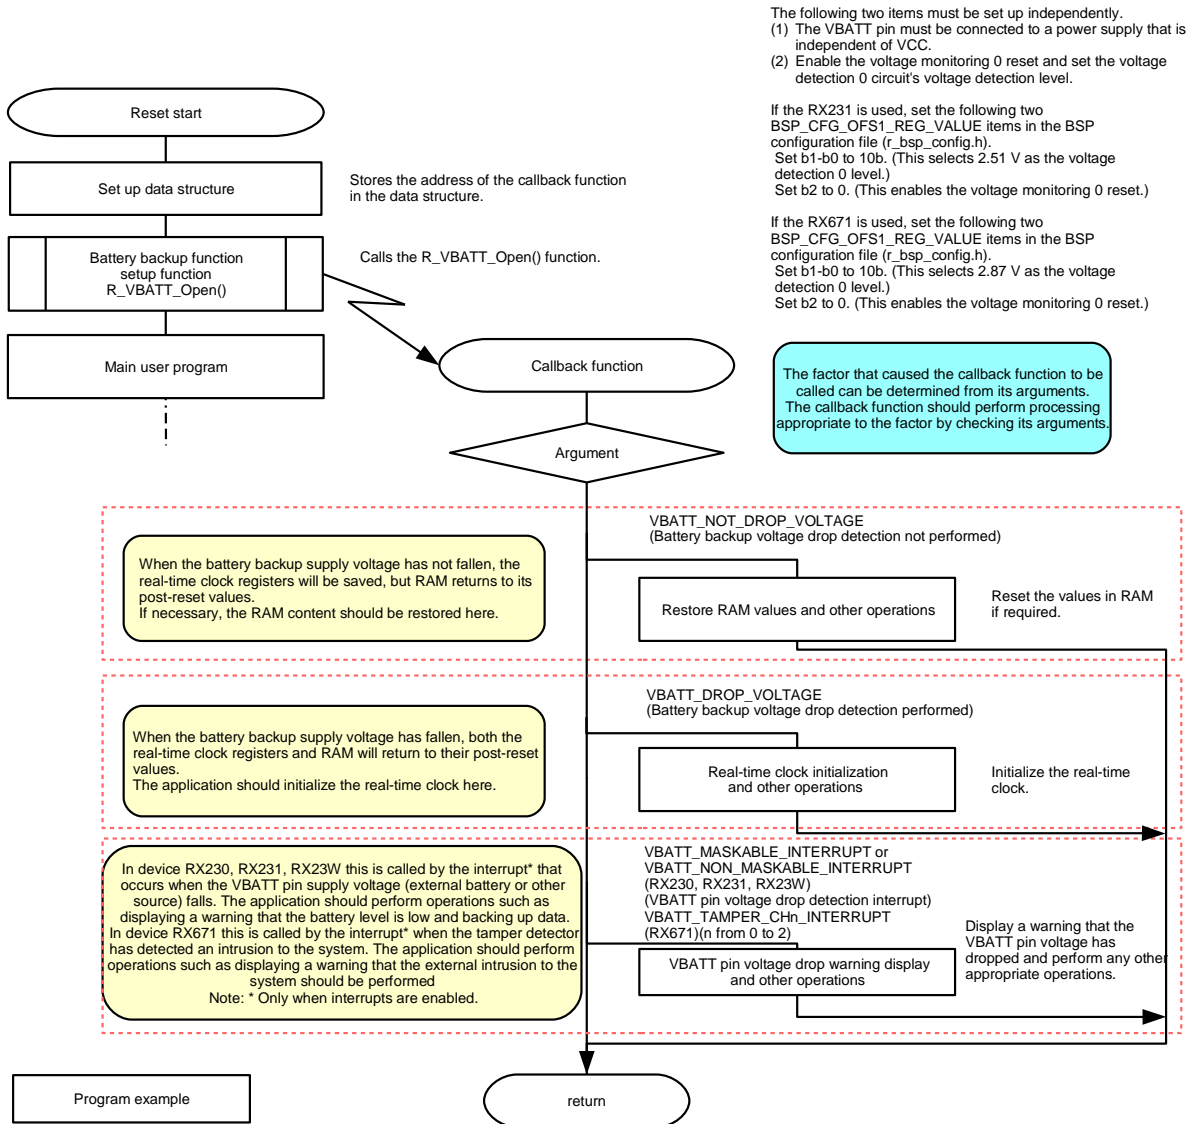 The following two items must be set up independently.
(1) The VBATT pin must be connected to a power supply that is
independent of VCC.
(2) Enable the voltage monitoring 0 reset and set the voltage
detection 0 circuit's voltage detection level.
If the RX231 is used, set the following two
BSP_CFG_OFS1_REG_VALUE items in the BSP
configuration file (r_bsp_config.h).
Set b1-b0 to 10b. (This selects 2.51 V as the voltage
detection 0 level.)
Set b2 to 0. (This enables the voltage monitoring 0 reset.)
If the RX671 is used, set the following two
BSP_CFG_OFS1_REG_VALUE items in the BSP
configuration file (r_bsp_config.h).
Set b1-b0 to 10b. (This selects 2.87 V as the voltage
detection 0 level.)
Set b2 to 0. (This enables the voltage monitoring 0 reset.)
Reset start
Set up data structure
Stores the address of the callback function
in the data structure.
Battery backup function
setup function
R_VBATT_Open()
Calls the R_VBATT_Open() function.
Main user program
Callback function
The factor that caused the callback function to be
called can be determined from its arguments.
The callback function should perform processing
appropriate to the factor by checking its arguments.
Argument
VBATT_NOT_DROP_VOLTAGE
(Battery backup voltage drop detection not performed)
When the battery backup supply voltage has not fallen, the
real-time clock registers will be saved, but RAM returns to its
post-reset values.
If necessary, the RAM content should be restored here.
Restore RAM values and other operations
Reset the values in RAM
if required.
VBATT_DROP_VOLTAGE
(Battery backup voltage drop detection performed)
When the battery backup supply voltage has fallen, both the
real-time clock registers and RAM will return to their post-reset
values.
The application should initialize the real-time clock here.
Real-time clock initialization
and other operations
Initialize the real-time
clock.
In device RX230, RX231, RX23W this is called by the interrupt* that
occurs when the VBATT pin supply voltage (external battery or other
source) falls. The application should perform operations such as
displaying a warning that the battery level is low and backing up data.
In device RX671 this is called by the interrupt* when the tamper detector
has detected an intrusion to the system. The application should perform
operations such as displaying a warning that the external intrusion to the
system should be performed
Note: * Only when interrupts are enabled.
VBATT_MASKABLE_INTERRUPT or
VBATT_NON_MASKABLE_INTERRUPT
(RX230, RX231, RX23W)
(VBATT pin voltage drop detection interrupt)
VBATT_TAMPER_CHn_INTERRUPT
(RX671)(n from 0 to 2)
VBATT pin voltage drop warning display
and other operations
Display a warning that the
VBATT pin voltage has
dropped and perform any other
appropriate operations.
Program example
return